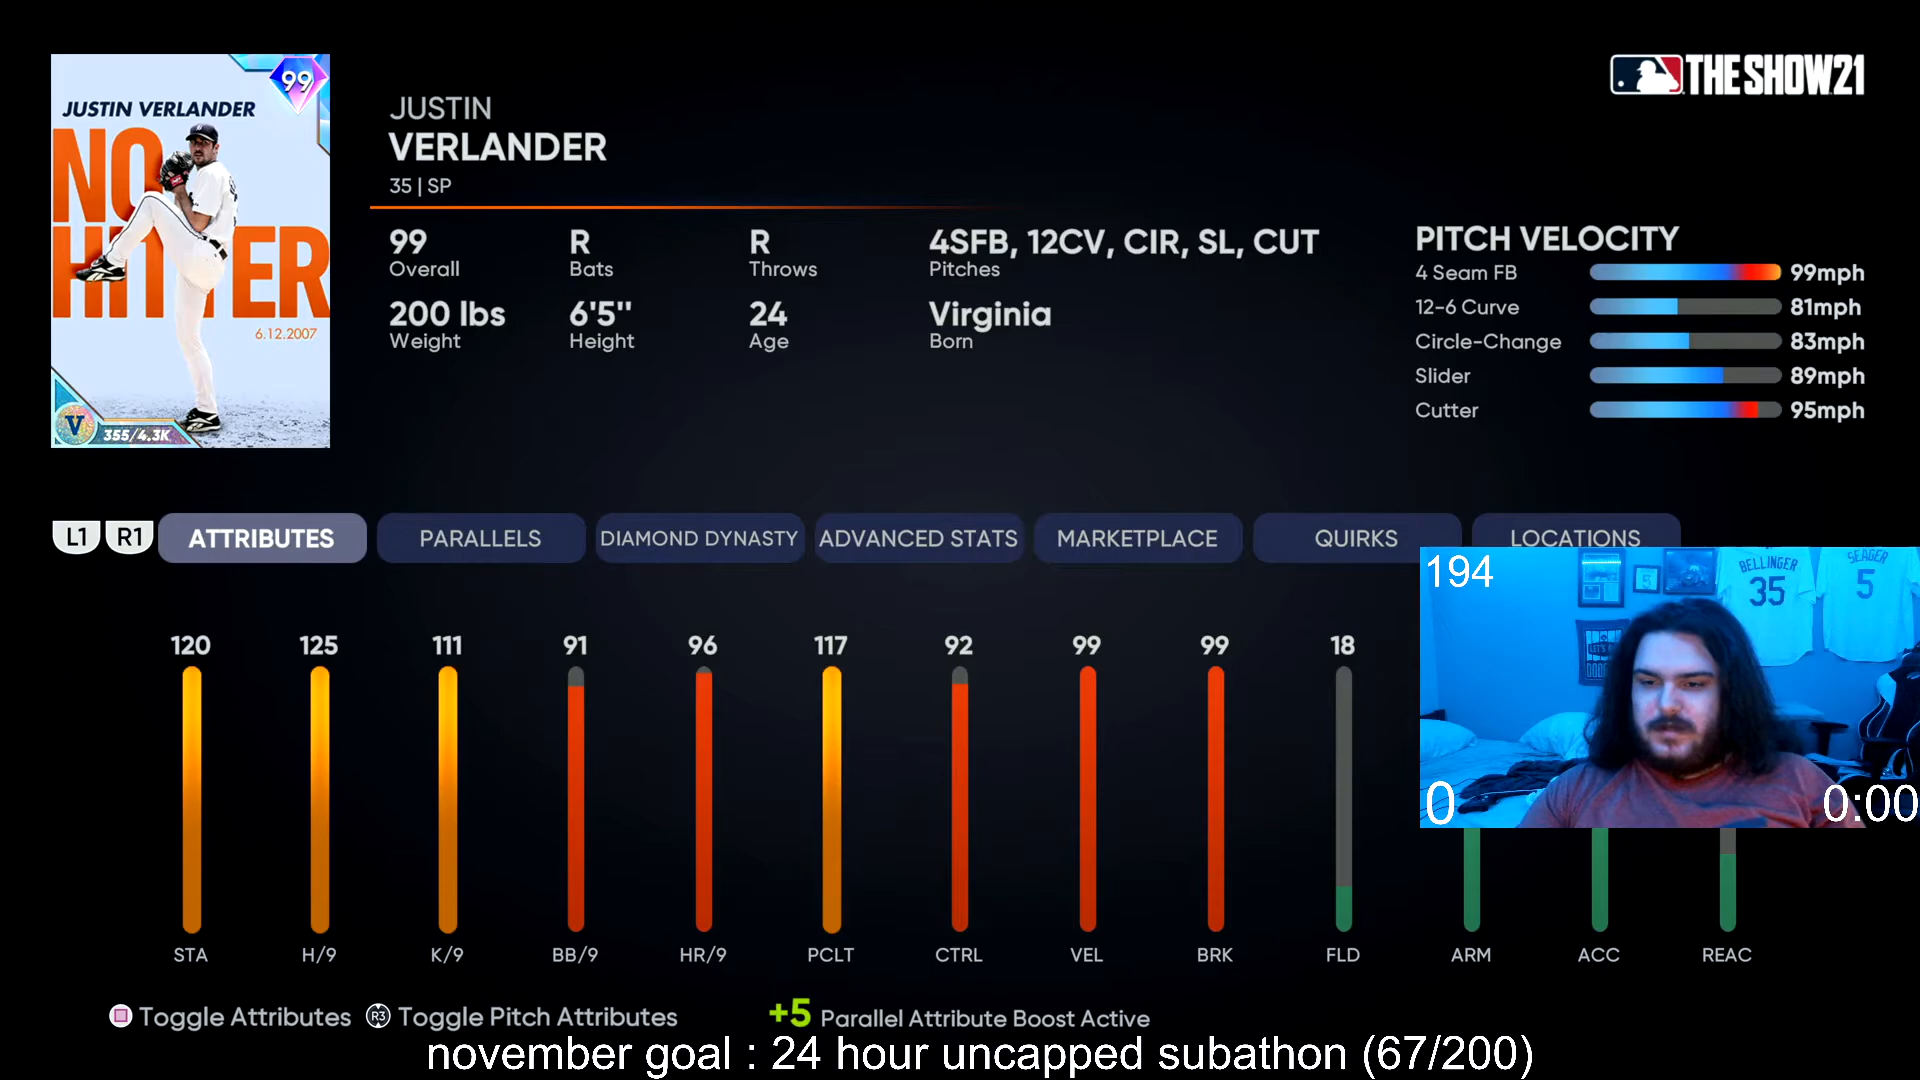 99
JUSTIN VERLANDER
NO
HITTER
6.12.2007
V
355/4.3K
JUSTIN
VERLANDER
35 | SP
99
Overall
R
Bats
R
Throws
4SFB, 12CV, CIR, SL, CUT
Pitches
200 lbs
Weight
6'5"
Height
24
Age
Virginia
Born
THE SHOW21
PITCH VELOCITY
4 Seam FB 99mph
12-6 Curve 81mph
Circle-Change 83mph
Slider 89mph
Cutter 95mph
L1 R1 ATTRIBUTES PARALLELS DIAMOND DYNASTY ADVANCED STATS MARKETPLACE QUIRKS LOCATIONS
194
BELLINGER
35
SEAGER
5
5
0
0:00
120 125 111 91 96 117 92 99 99 18
STA H/9 K/9 BB/9 HR/9 PCLT CTRL VEL BRK FLD ARM ACC REAC
Toggle Attributes R3 Toggle Pitch Attributes +5 Parallel Attribute Boost Active
november goal : 24 hour uncapped subathon (67/200)